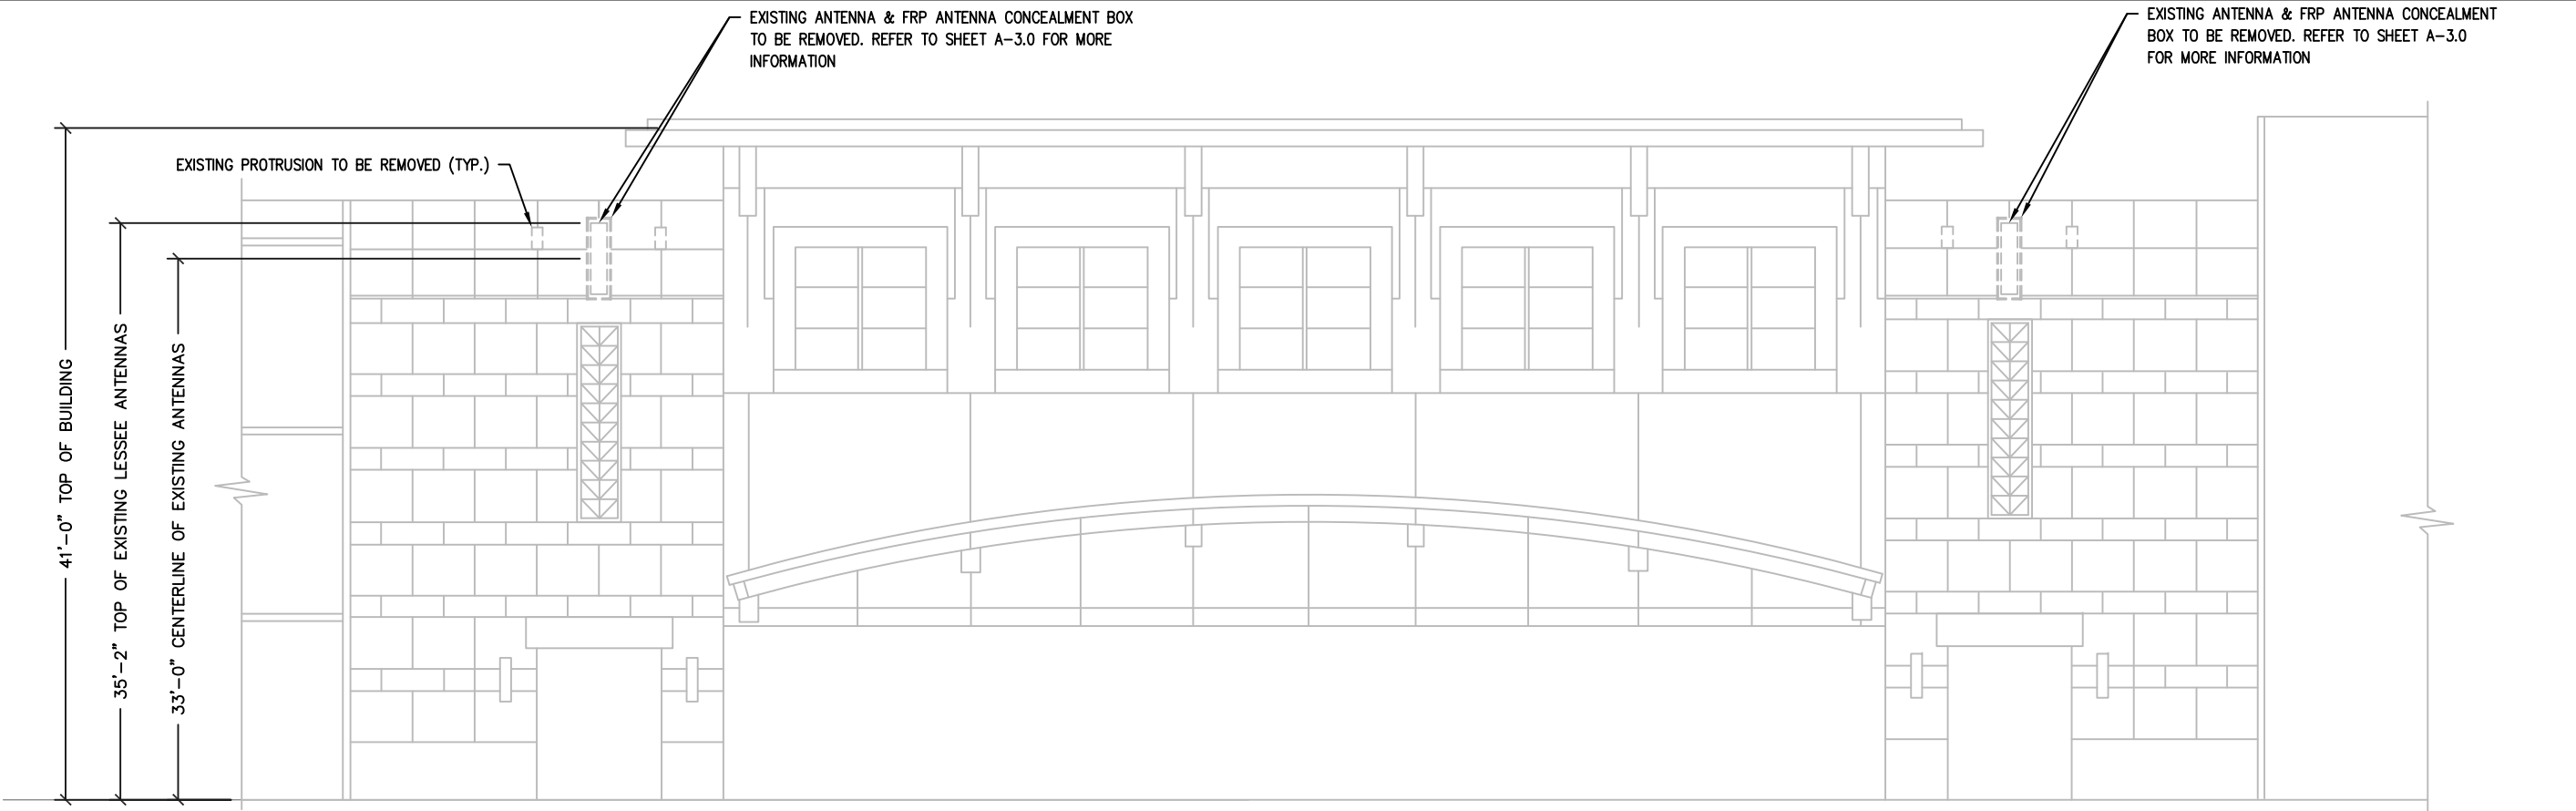 EXISTING ANTENNA & FRP ANTENNA CONCEALMENT BOX
TO BE REMOVED. REFER TO SHEET A-3.0 FOR MORE
INFORMATION
EXISTING ANTENNA & FRP ANTENNA CONCEALMENT
BOX TO BE REMOVED. REFER TO SHEET A-3.0
FOR MORE INFORMATION
EXISTING PROTRUSION TO BE REMOVED (TYP.)
41'-0" TOP OF BUILDING
35'-2" TOP OF EXISTING LESSEE ANTENNAS
33'-0" CENTERLINE OF EXISTING ANTENNAS